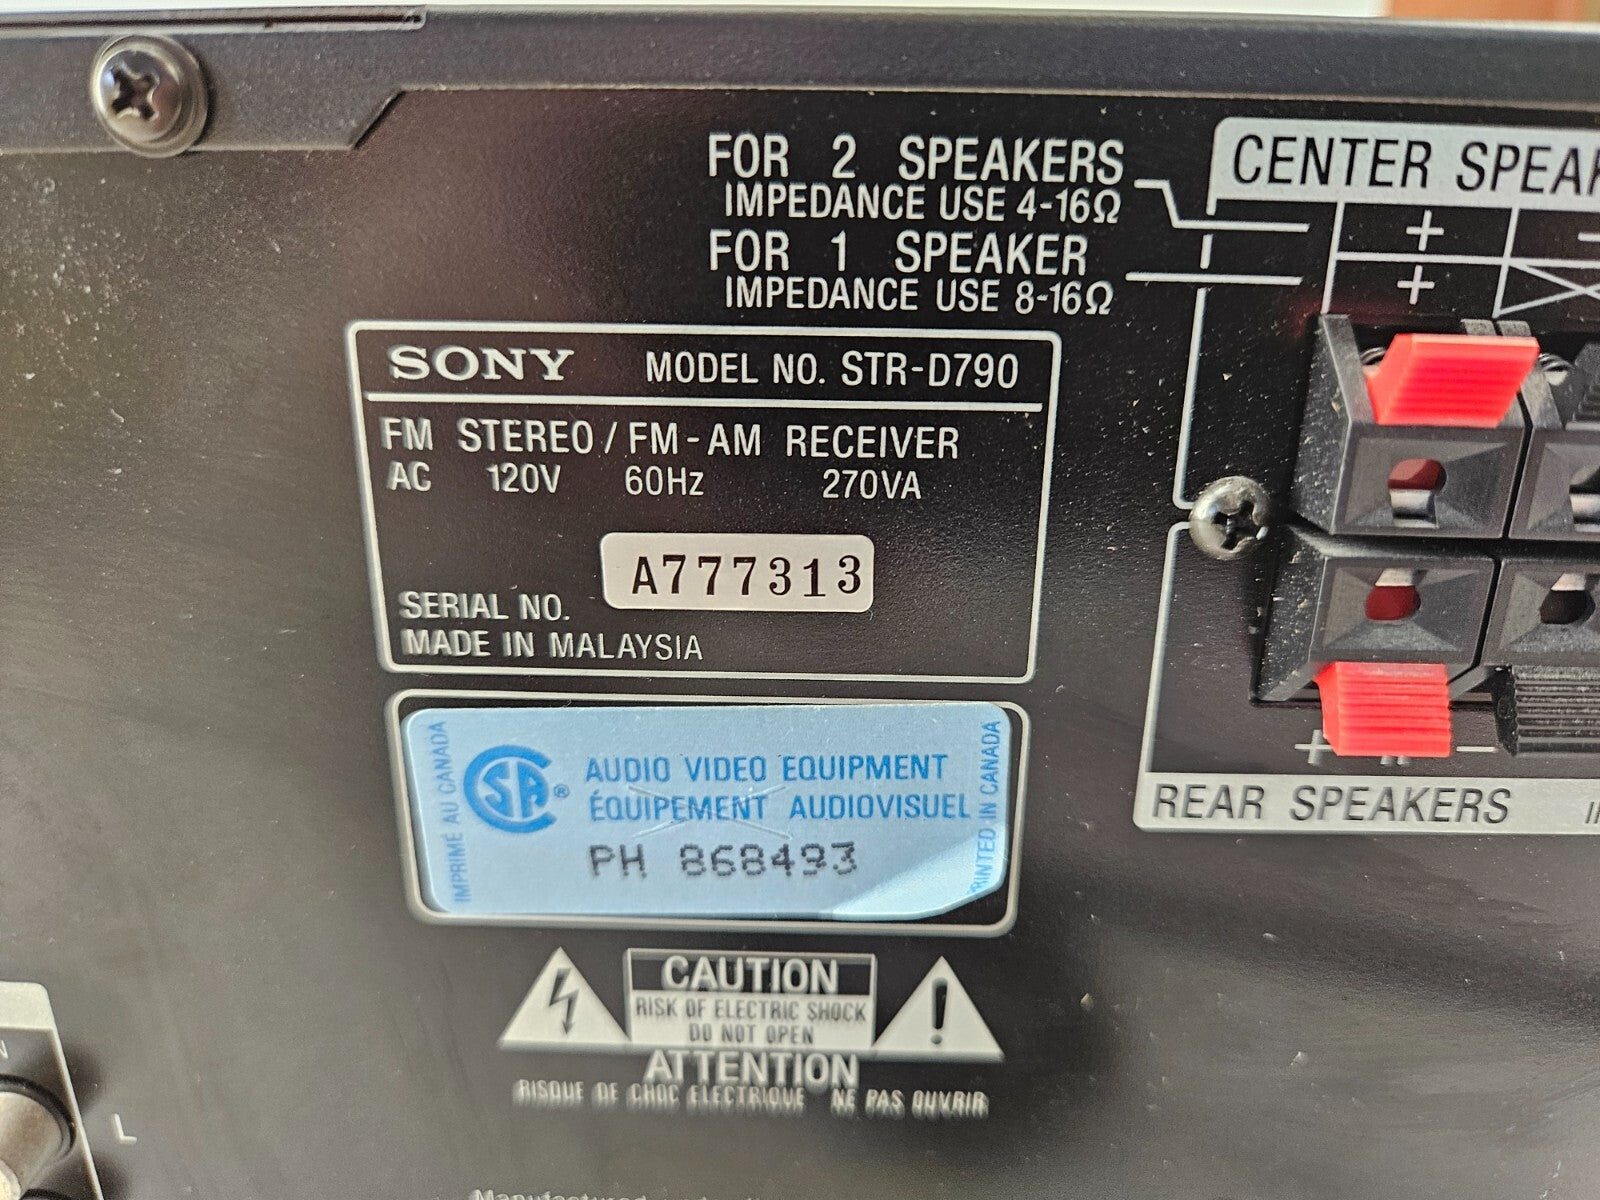 FOR 2 SPEAKERS
IMPEDANCE USE 4-16Ω
FOR 1 SPEAKER
IMPEDANCE USE 8-16Ω
CENTER
+ 
+
SONY MODEL NO. STR-D790
FM STEREO / FM-AM RECEIVER
AC 120V 60Hz 270VA
A777313
SERIAL NO.
MADE IN MALAYSIA
+ −
REAR SPEAKERS
IMPRIMÉ AU CANADA
CSA ®
AUDIO VIDEO EQUIPMENT
ÉQUIPEMENT AUDIOVISUEL
PH 868493
PRINTED IN CANADA
CAUTION
RISK OF ELECTRIC SHOCK
DO NOT OPEN
!
ATTENTION
RISQUE DE CHOC ELECTRIQUE NE PAS OUVRIR
L
Manufactured